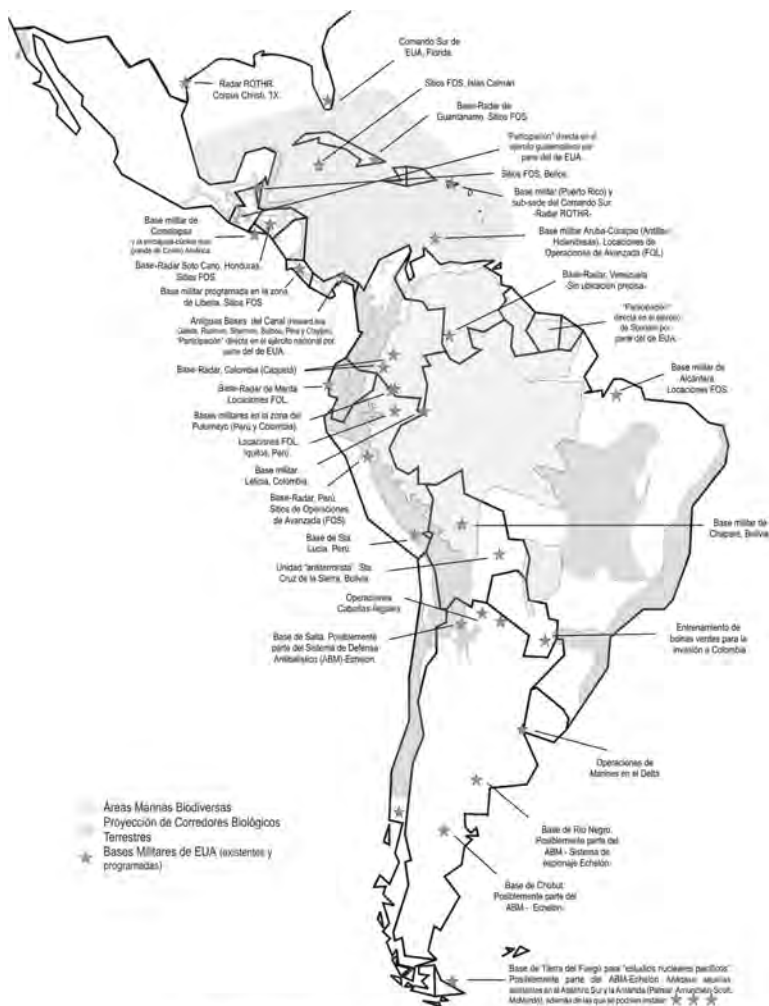 Comando Sur de
EUA, Florida.
Radar ROTHR.
Corpus Christi, TX.
Sitios FOS, Islas Caimán
Base-Radar de
Guantánamo. Sitios FOS
"Participación" directa en el
ejército guatemalteco por
parte del de EUA
Sitios FOS, Belice.
Base militar (Puerto Rico) y
sub-sede del Comando Sur
-Radar ROTHR-
Base militar de
Comalapa
Base militar Aruba-Curaçao (Antillas
Holandesas). Locaciones de
Operaciones de Avanzada (FOL)
Base-Radar Soto Cano, Honduras.
Sitios FOS
Base-Radar, Venezuela
-Sin ubicación precisa-
Base militar programada en la zona
de Liberia. Sitios FOS
"Participación"
directa en el ejército
de Surinam por
parte del de EUA
Antiguas Bases del Canal
"Participación" directa en el ejército nacional por
parte del de EUA
Base-Radar, Colombia (Caquetá)
Base militar de
Alcántara
Locaciones FOS
Base-Radar de Manta
Locaciones FOL.
Bases militares en la zona del
Putumayo (Perú y Colombia).
Locaciones FOL
Iquitos, Perú.
Base militar
Leticia, Colombia.
Base-Radar, Perú.
Sitios de Operaciones
de Avanzada (FOS)
Base militar de
Chapare, Bolivia
Base de Sta.
Lucía, Perú.
Unidad "antiterrorista" Sta.
Cruz de la Sierra, Bolivia
Operaciones
Cabañas-Aguila
Entrenamiento de
boinas verdes para la
invasión a Colombia
Base de Salta. Posiblemente
parte del Sistema de Defensa
Antibalístico (ABM)-Echelon.
Operaciones de
Marines en el Delta
Áreas Marinas Biodiversas
Proyección de Corredores Biológicos
Terrestres
Bases Militares de EUA (existentes y
programadas)
Base de Río Negro.
Posiblemente parte del
ABM - Sistema de
espionaje Echelón
Base de Chubut.
Posiblemente parte del
ABM - Echelón-
Base de Tierra del Fuego para "estudios nucleares pacíficos"
Posiblemente parte del ABM-Echelón